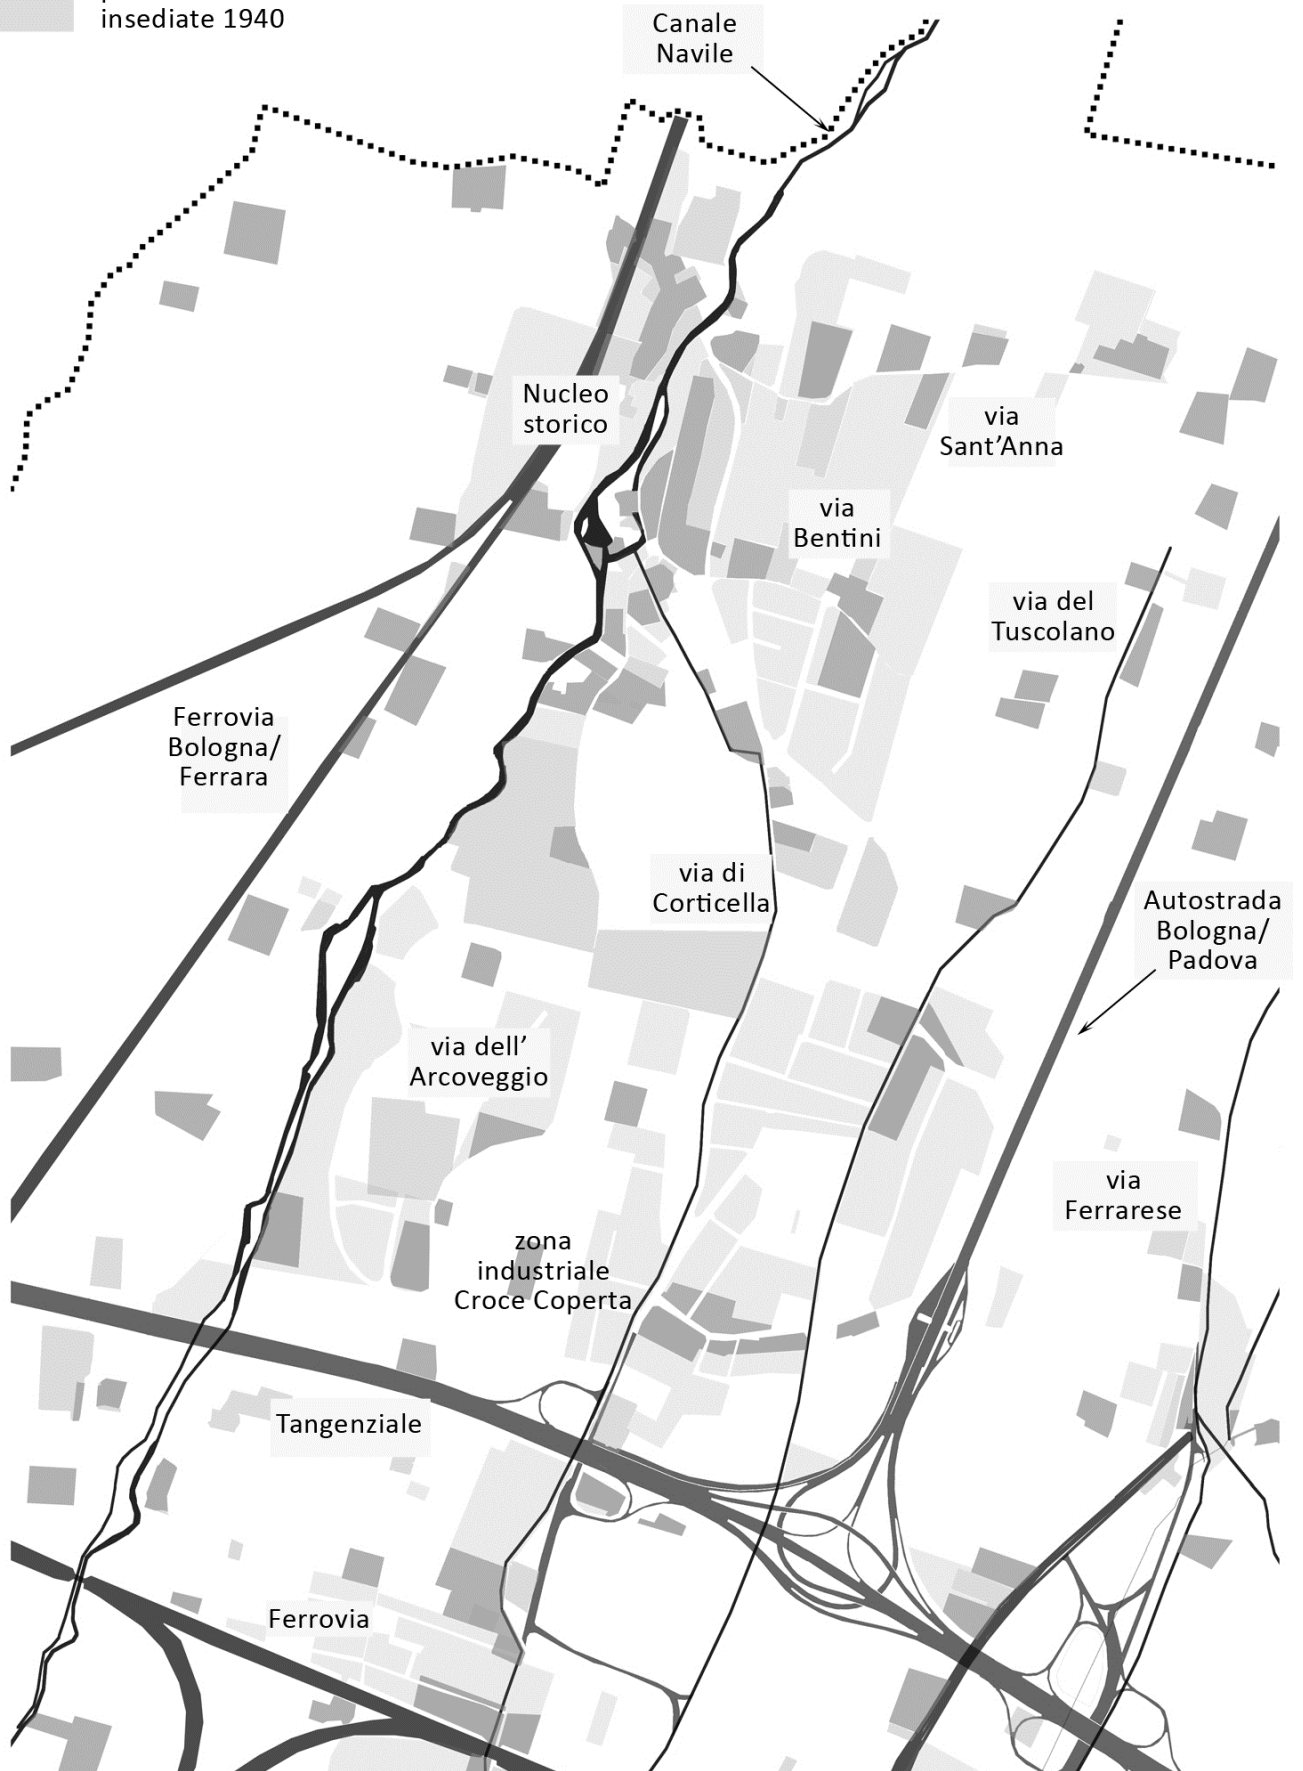 insediate 1940
Canale
Navile
Nucleo
storico
via
Sant'Anna
via
Bentini
via del
Tuscolano
Ferrovia
Bologna/
Ferrara
via di
Corticella
Autostrada
Bologna/
Padova
via dell'
Arcoveggio
via
Ferrarese
zona
industriale
Croce Coperta
Tangenziale
Ferrovia